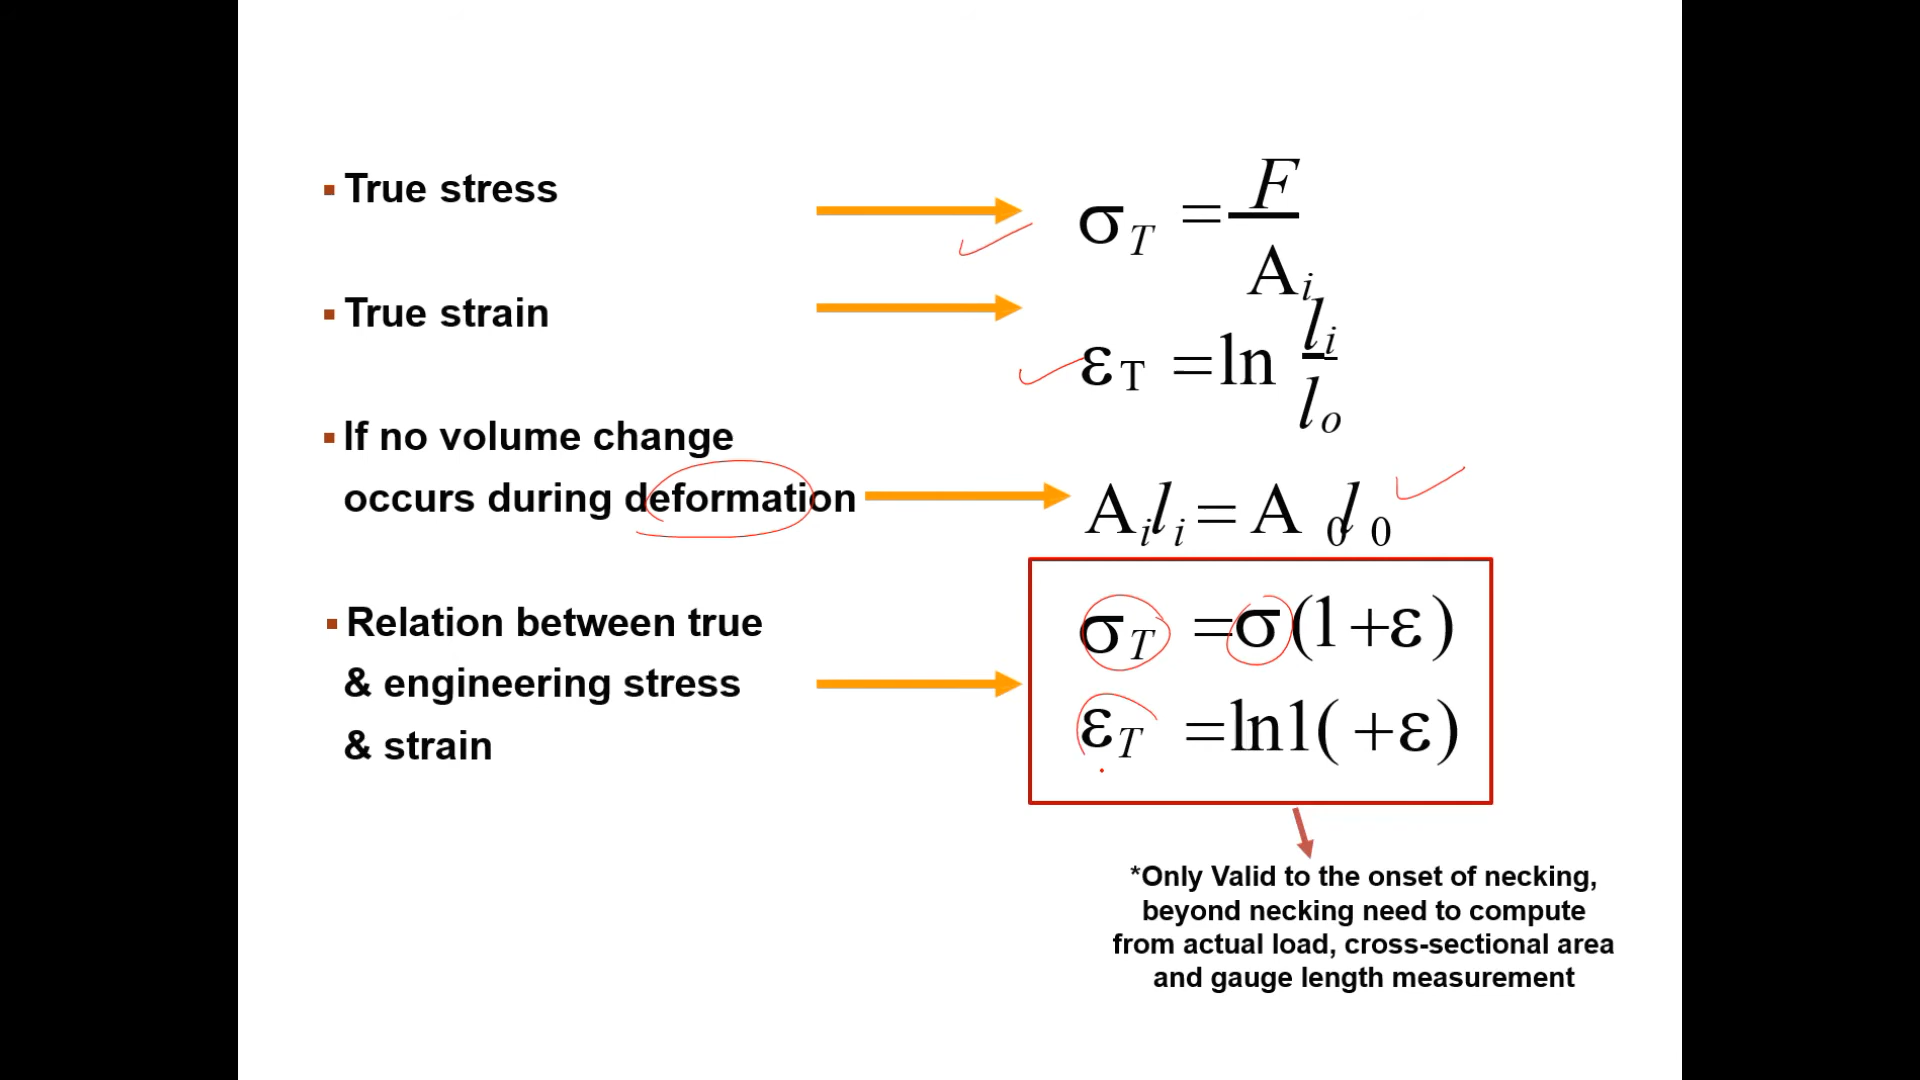 ▪ True stress
σT = F / Ai
▪ True strain
εT = ln li / lo
▪ If no volume change
occurs during deformation
Aili = A 0l 0
▪ Relation between true
& engineering stress
& strain
σT = σ(1+ε)
εT = ln1( +ε)
*Only Valid to the onset of necking,
beyond necking need to compute
from actual load, cross-sectional area
and gauge length measurement